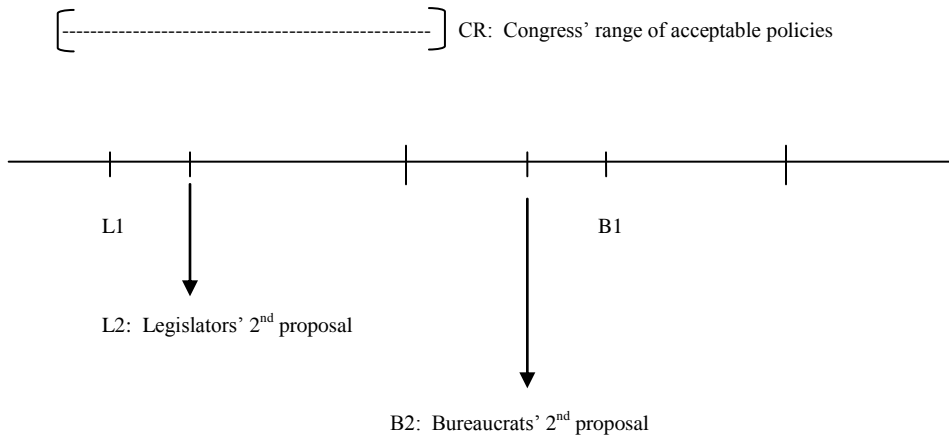 CR: Congress’ range of acceptable policies
L1
B1
L2: Legislators’ 2nd proposal
B2: Bureaucrats’ 2nd proposal